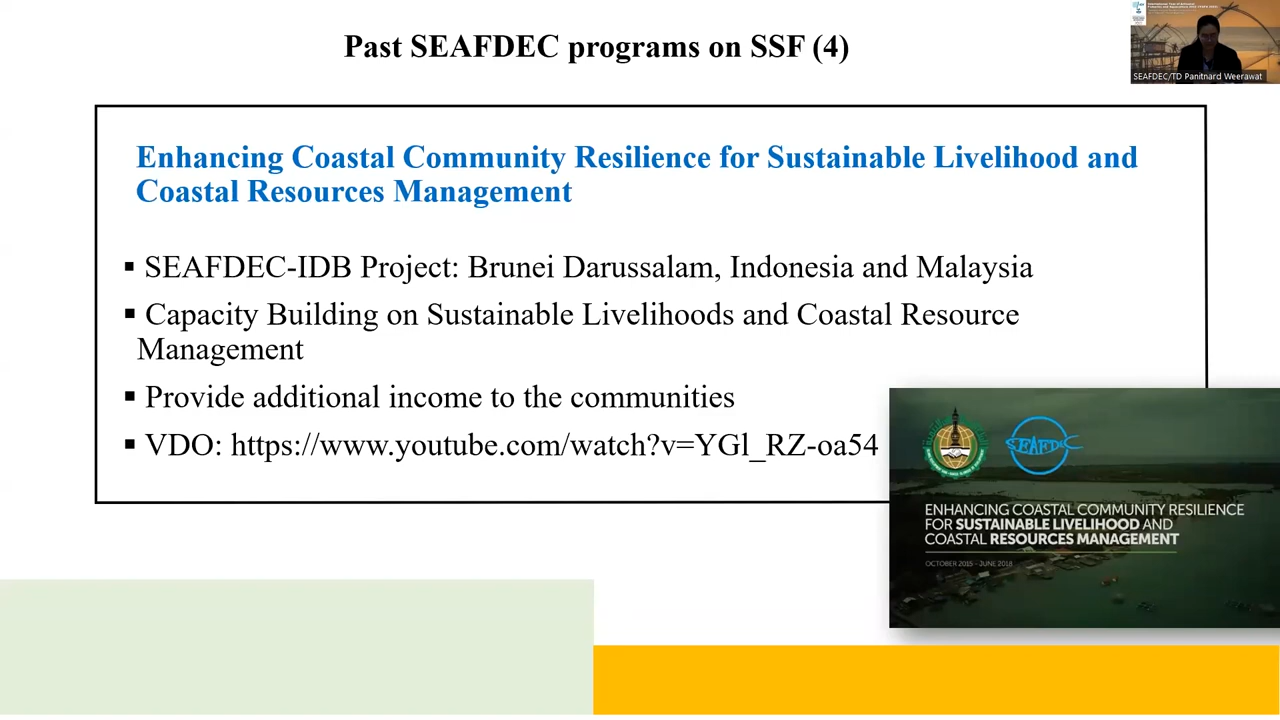 Past SEAFDEC programs on SSF (4)
SEAFDEC/TD Panitnard Weerawat
Enhancing Coastal Community Resilience for Sustainable Livelihood and
Coastal Resources Management
▪ SEAFDEC-IDB Project: Brunei Darussalam, Indonesia and Malaysia
▪ Capacity Building on Sustainable Livelihoods and Coastal Resource
Management
▪ Provide additional income to the communities
▪ VDO: https://www.youtube.com/watch?v=YGl_RZ-oa54
SEAFDEC
ENHANCING COASTAL COMMUNITY RESILIENCE
FOR SUSTAINABLE LIVELIHOOD AND
COASTAL RESOURCES MANAGEMENT
OCTOBER 2015 - JUNE 2018